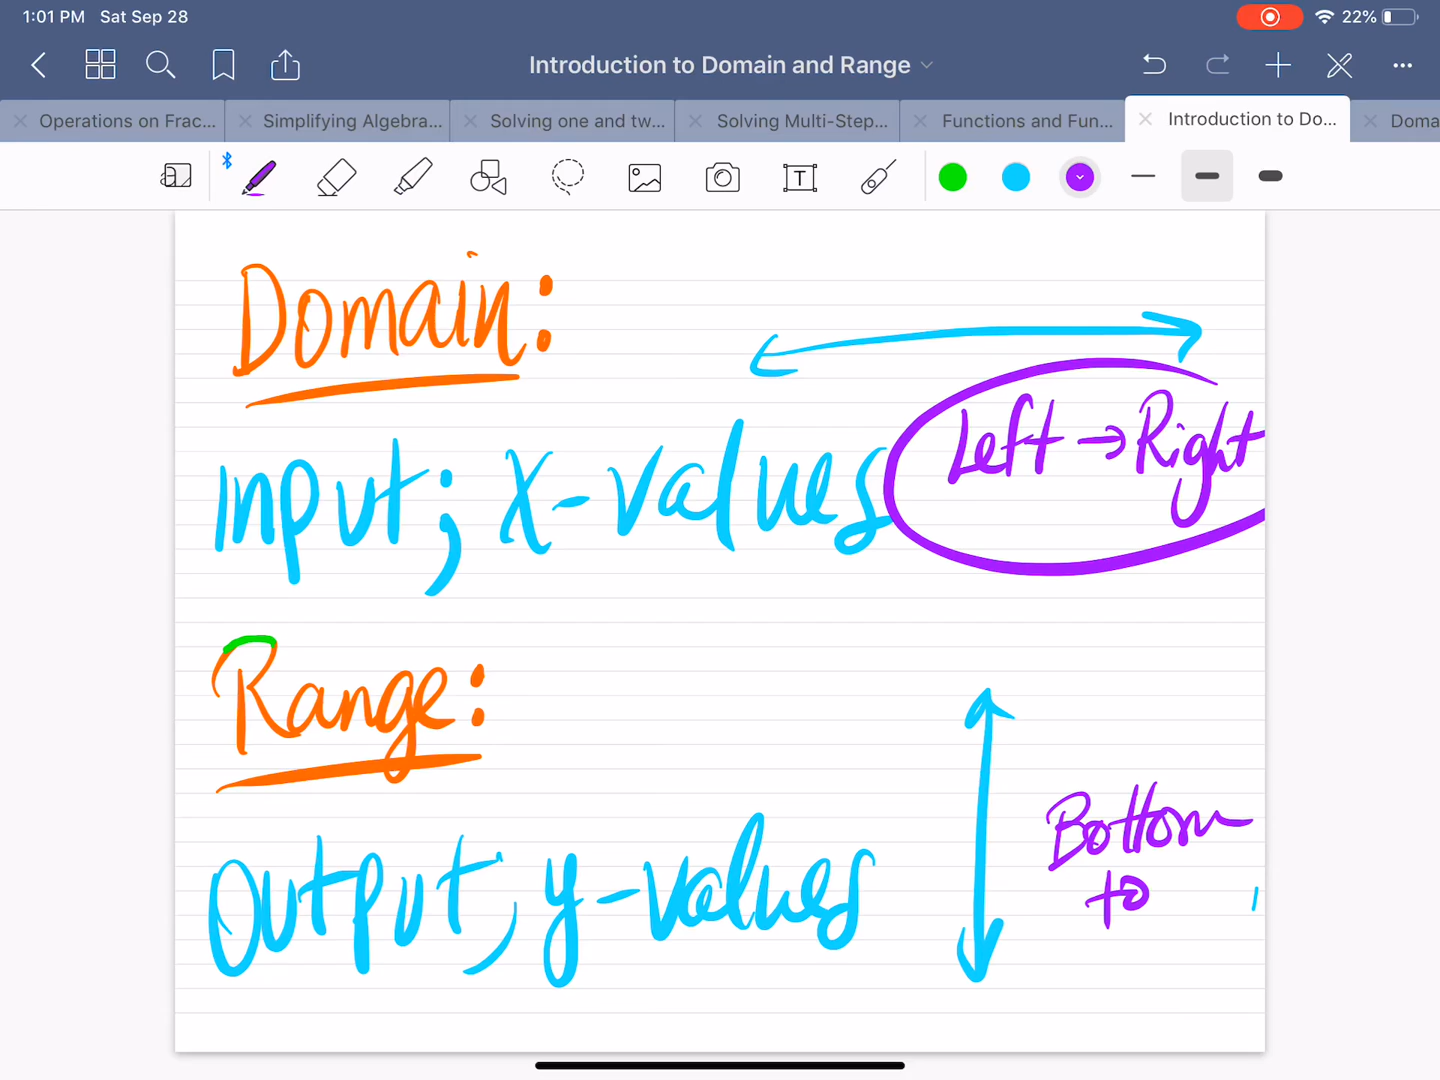 1:01 PM Sat Sep 28 22%
Introduction to Domain and Range
Operations on Frac... Simplifying Algebra... Solving one and tw... Solving Multi-Step... Functions and Fun... Introduction to Do... Doma
a T
Domain:
Left → Right
input; x-values
Range:
Bottom
to
Output, y-values